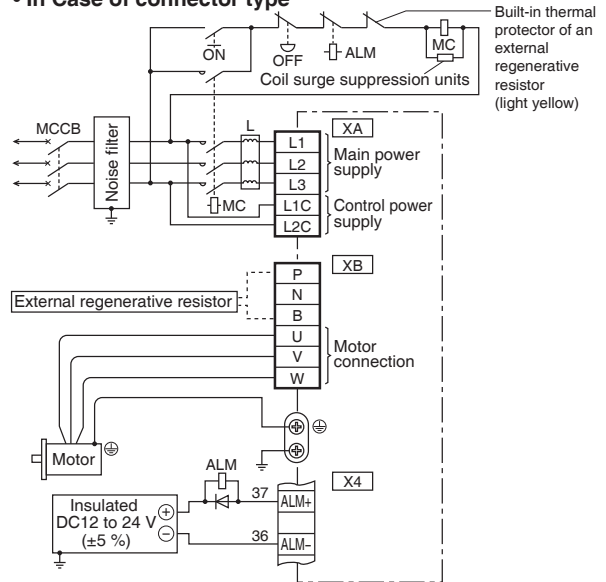 • In Case of connector type
ON
OFF
ALM
MC
Coil surge suppression units
Built-in thermal
protector of an
external
regenerative
resistor
(light yellow)
MCCB
Noise filter
L
MC
XA
L1
L2
L3
L1C
L2C
Main power
supply
Control power
supply
XB
P
N
B
U
V
W
External regenerative resistor
Motor
connection
Motor
ALM
X4
Insulated
DC12 to 24 V
(±5 %)
+
−
37
ALM+
36
ALM−